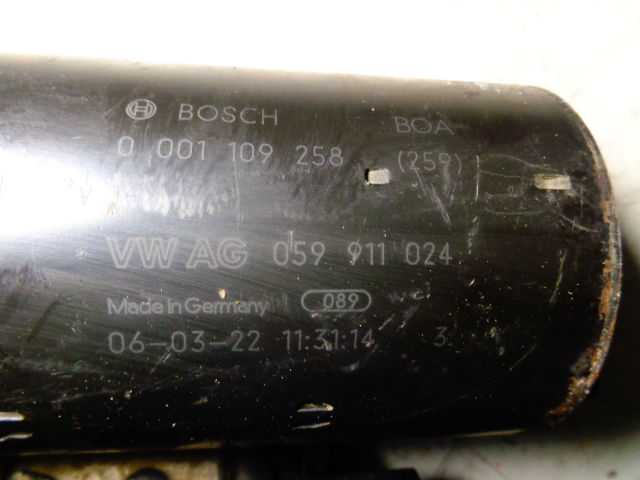 BOSCH BOA
0 001 109 258 (259)
VW AG 059 911 024
Made in Germany 089
06-03-22 11:31:14 3